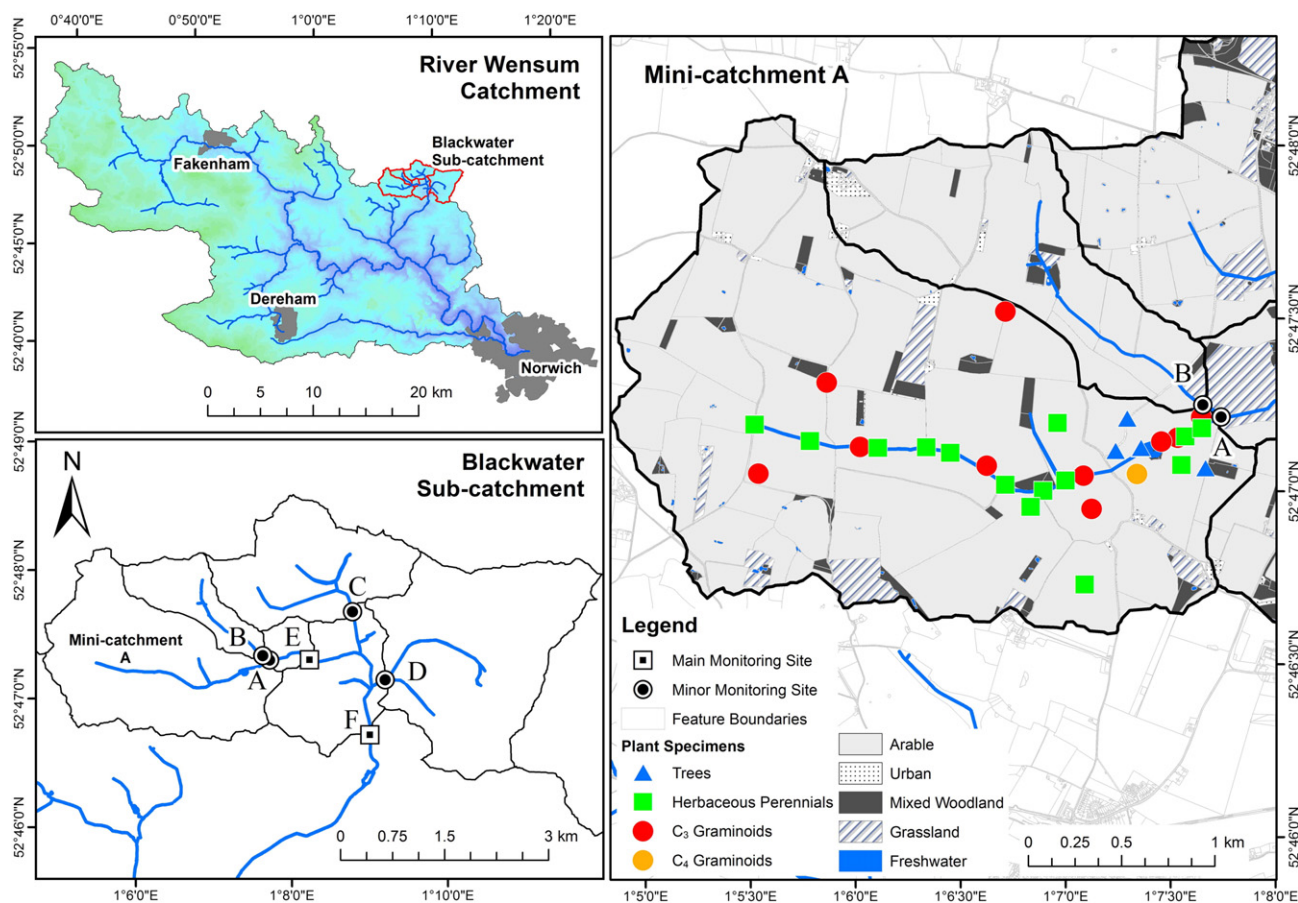 0°40'0"E
0°50'0"E
1°0'0"E
1°10'0"E
1°20'0"E
52°55'0"N
52°50'0"N
52°45'0"N
52°40'0"N
River Wensum
Catchment
Blackwater
Sub-catchment
Fakenham
Dereham
Norwich
0 5 10 20 km
52°49'0"N
52°48'0"N
52°47'0"N
52°46'0"N
N
Blackwater
Sub-catchment
Mini-catchment
A
B
A
E
C
D
F
0 0.75 1.5 3 km
1°6'0"E
1°8'0"E
1°10'0"E
Mini-catchment A
B
A
52°48'0"N
52°47'30"N
52°47'0"N
52°46'30"N
52°46'0"N
Legend
Main Monitoring Site
Minor Monitoring Site
Feature Boundaries
Plant Specimens
Trees
Herbaceous Perennials
C₃ Graminoids
C₄ Graminoids
Arable
Urban
Mixed Woodland
Grassland
Freshwater
0 0.25 0.5 1 km
1°5'0"E
1°5'30"E
1°6'0"E
1°6'30"E
1°7'0"E
1°7'30"E
1°8'0"E